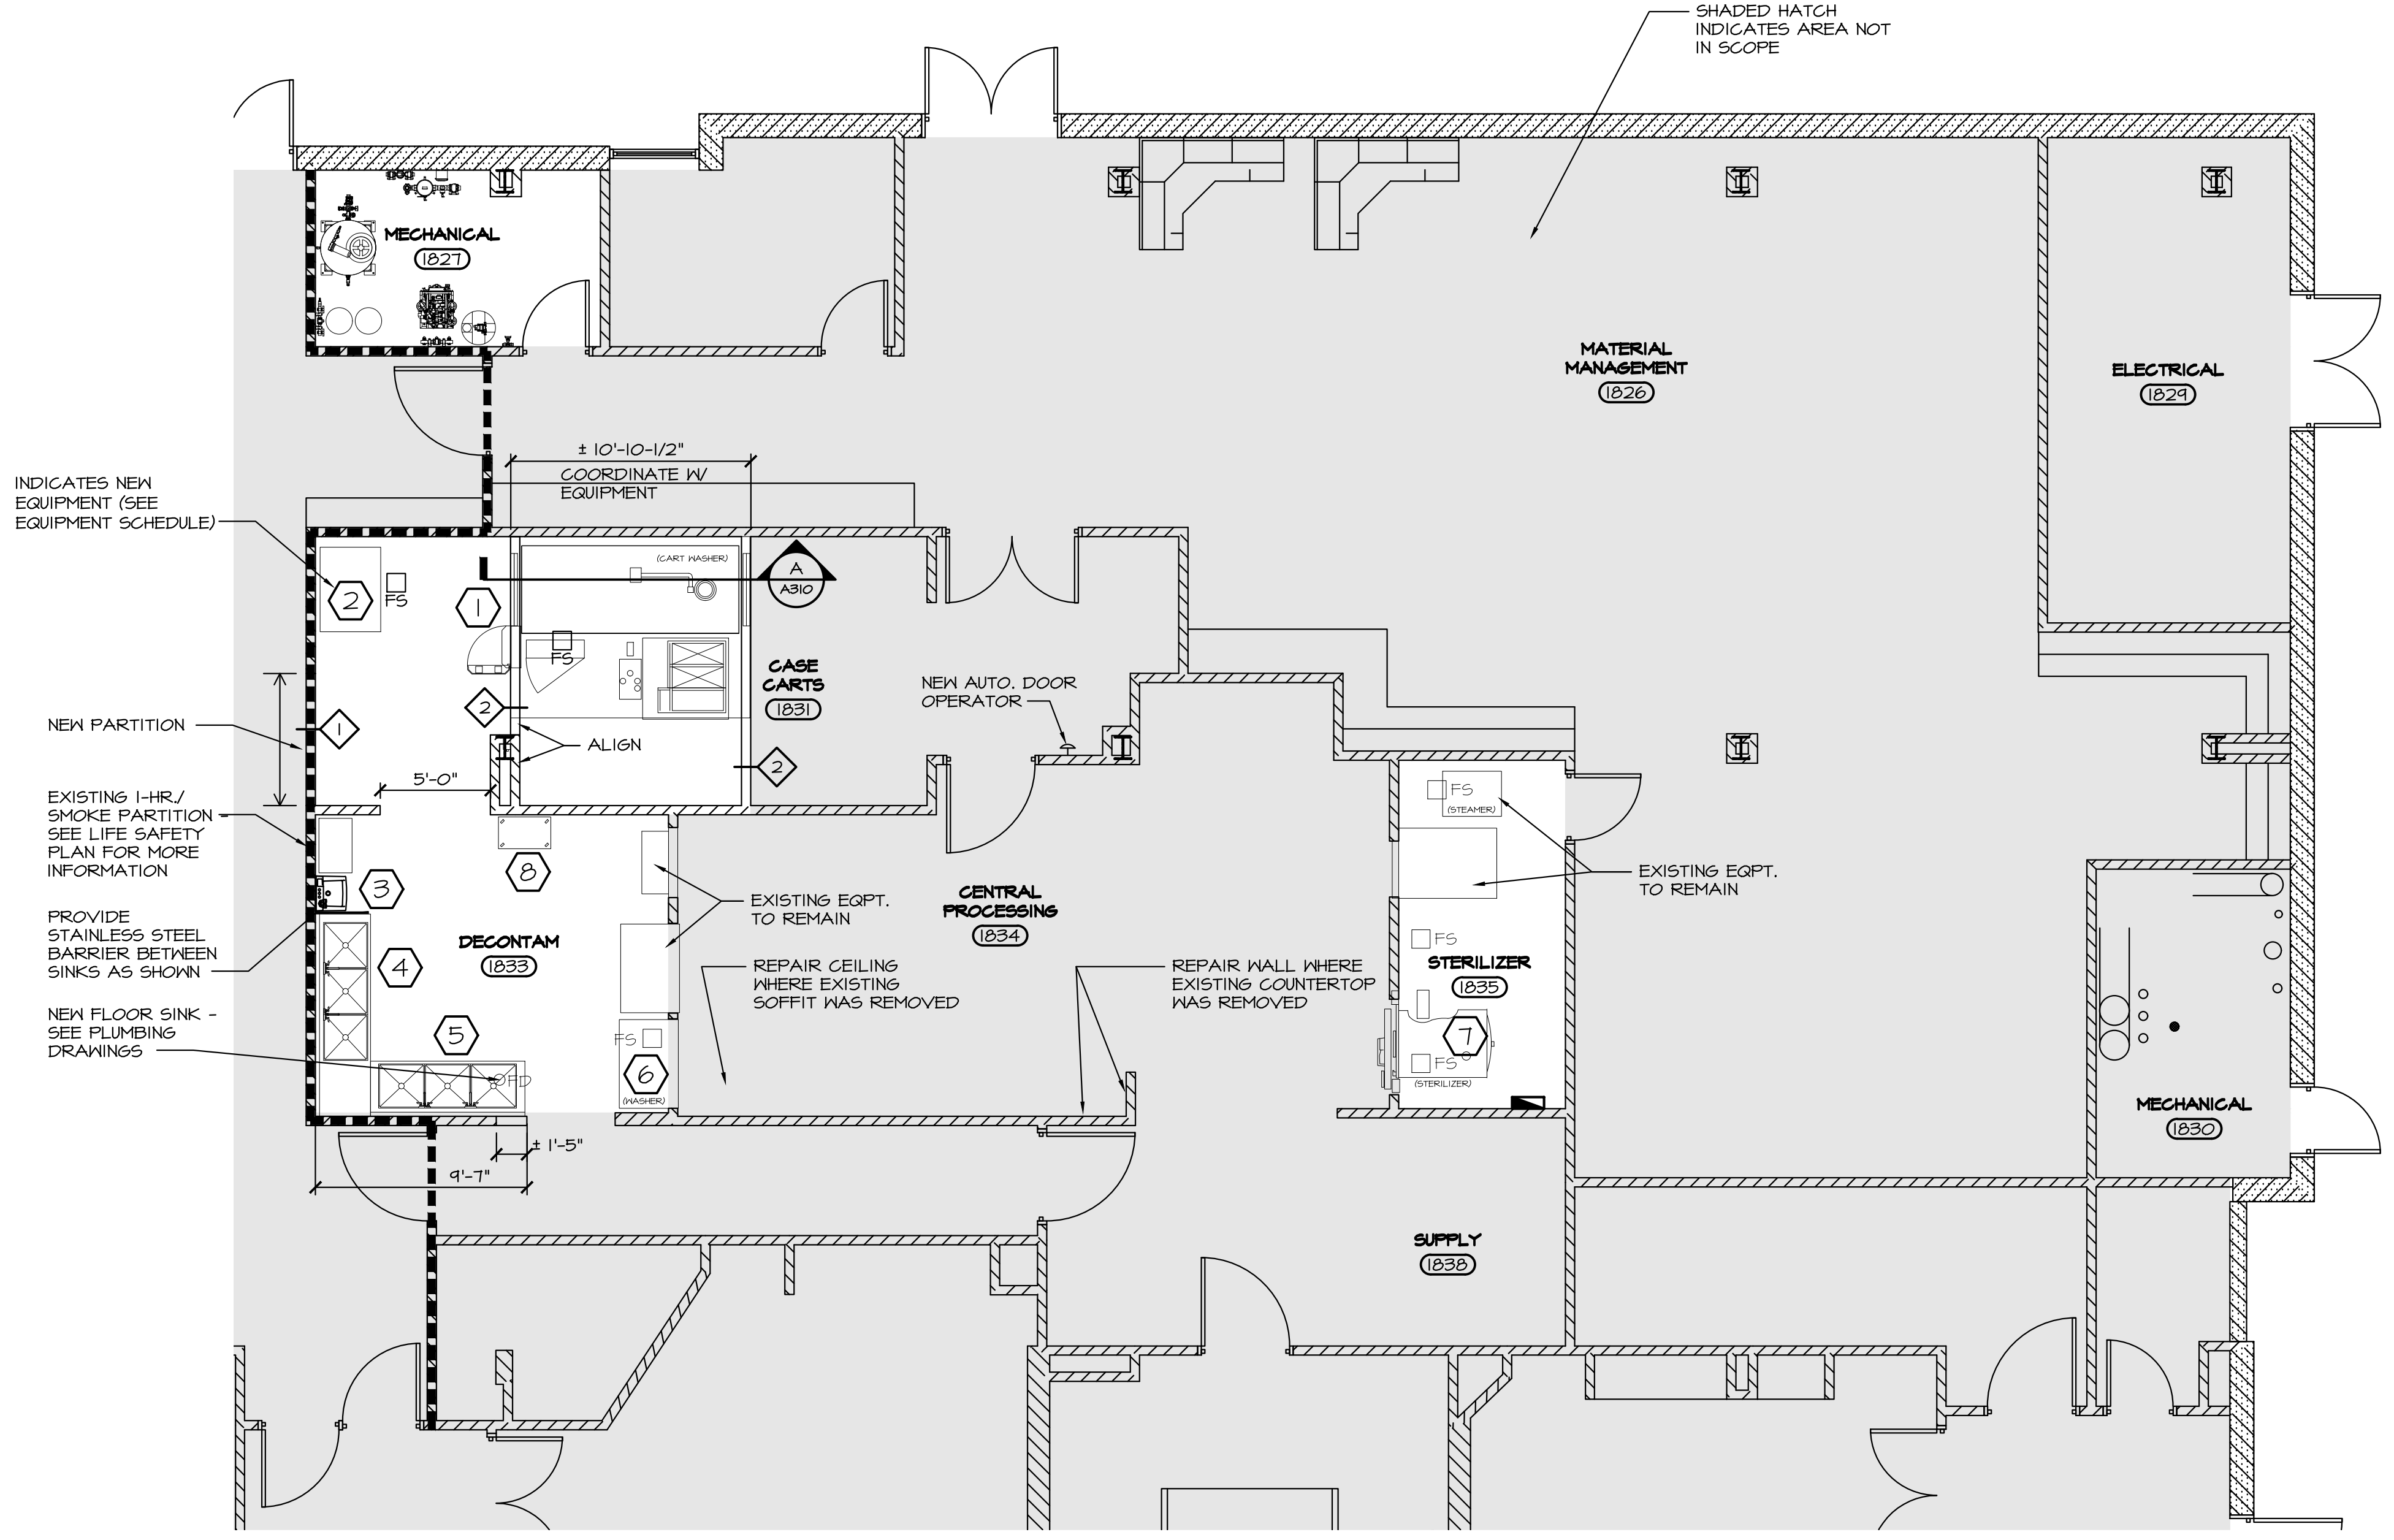 SHADED HATCH
INDICATES AREA NOT
IN SCOPE
MECHANICAL
1827
MATERIAL
MANAGEMENT
1826
ELECTRICAL
1829
± 10'-10-1/2"
COORDINATE W/
EQUIPMENT
INDICATES NEW
EQUIPMENT (SEE
EQUIPMENT SCHEDULE)
2
FS
1
(CART WASHER)
A
A310
FS
CASE
CARTS
1831
NEW AUTO. DOOR
OPERATOR
NEW PARTITION
1
2
ALIGN
2
5'-0"
EXISTING 1-HR./
SMOKE PARTITION -
SEE LIFE SAFETY
PLAN FOR MORE
INFORMATION
FS
(STEAMER)
EXISTING EQPT.
TO REMAIN
3
8
EXISTING EQPT.
TO REMAIN
CENTRAL
PROCESSING
1834
PROVIDE
STAINLESS STEEL
BARRIER BETWEEN
SINKS AS SHOWN
4
DECONTAM
1833
REPAIR CEILING
WHERE EXISTING
SOFFIT WAS REMOVED
REPAIR WALL WHERE
EXISTING COUNTERTOP
WAS REMOVED
FS
STERILIZER
1835
NEW FLOOR SINK -
SEE PLUMBING
DRAWINGS
5
FD
FS
6
(WASHER)
7
FS
(STERILIZER)
MECHANICAL
1830
± 1'-5"
9'-7"
SUPPLY
1838